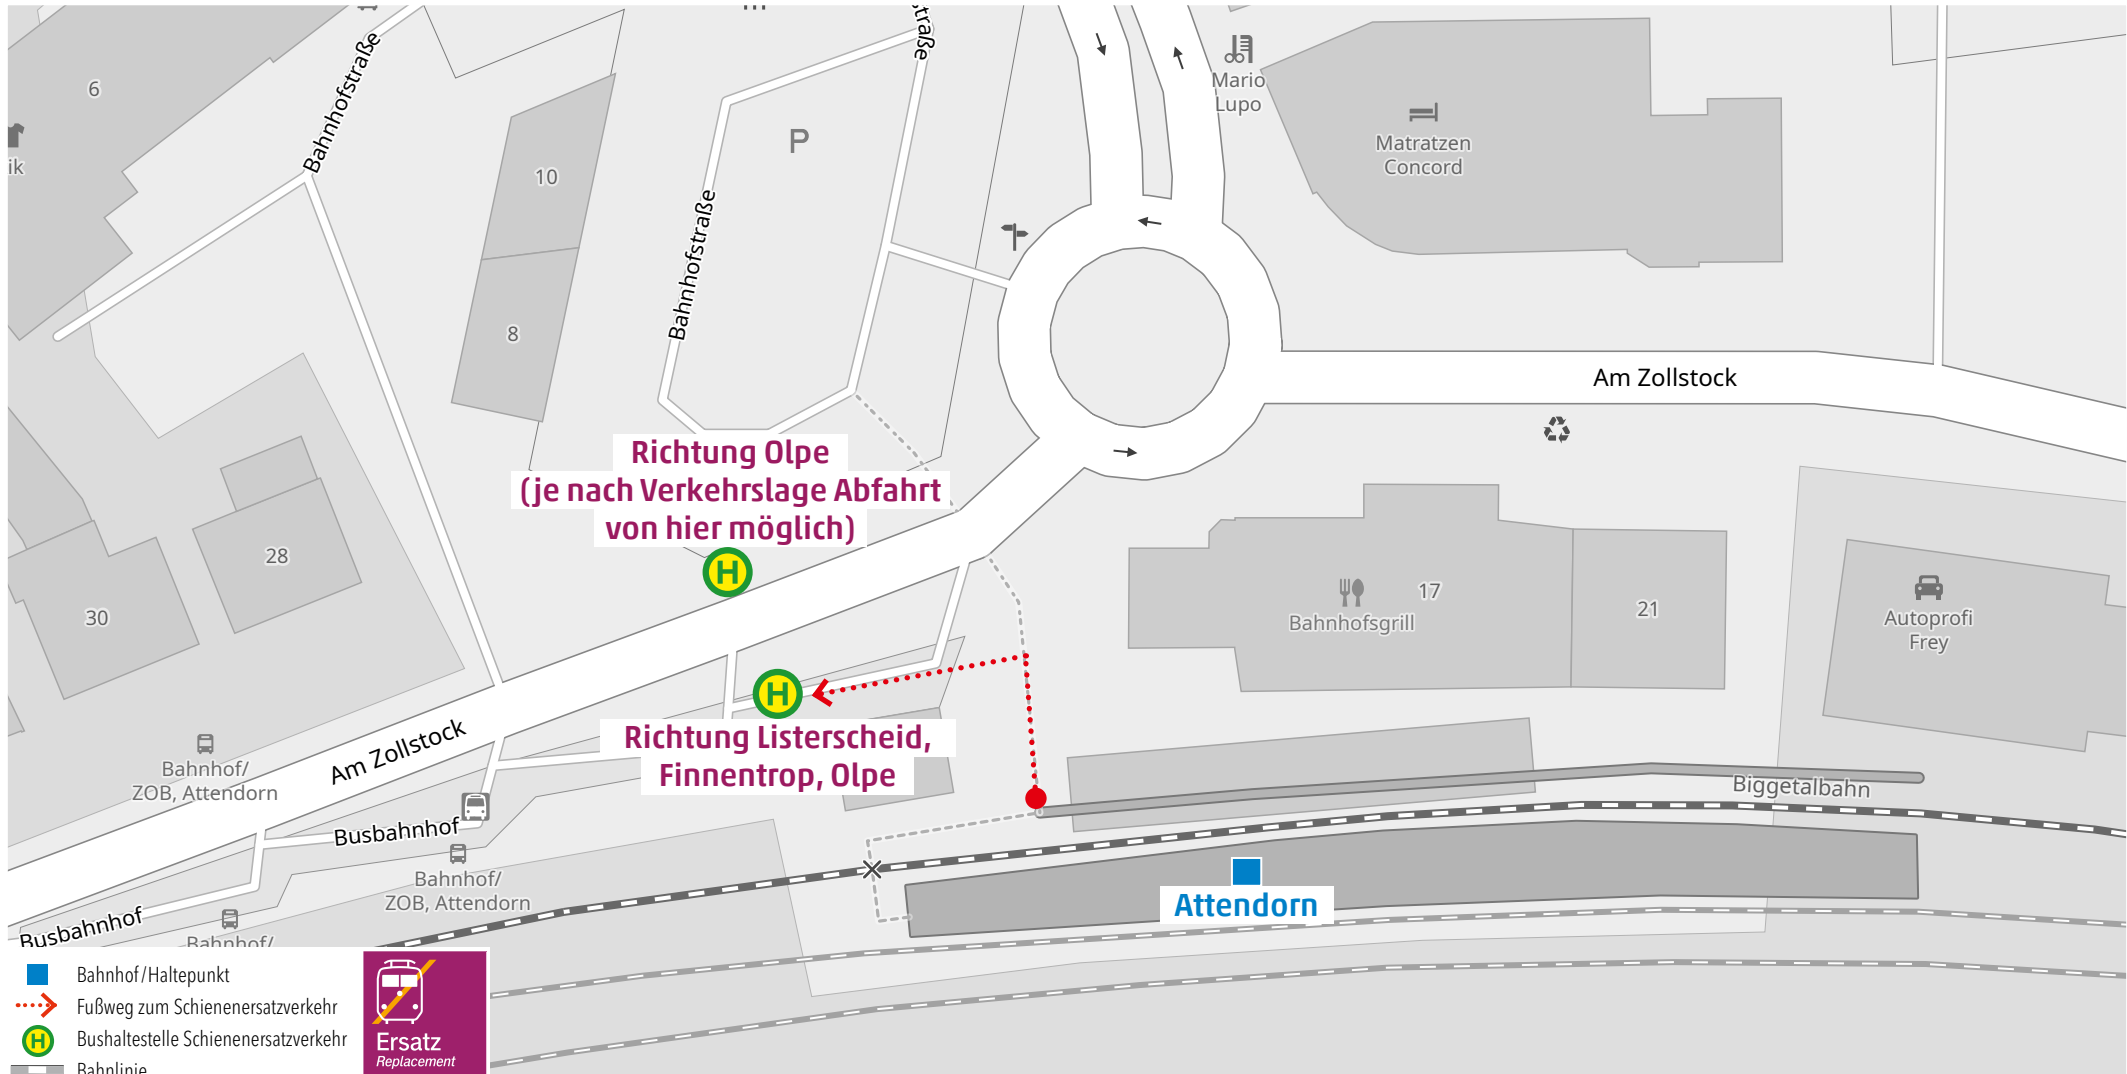 6
ik
Bahnhofstraße
10
8
Bahnhofstraße
P
straße
Mario
Lupo
Matratzen
Concord
Am Zollstock
Richtung Olpe
(je nach Verkehrslage Abfahrt
von hier möglich)
H
28
30
17
Bahnhofsgrill
21
Autoprofi
Frey
H
Richtung Listerscheid,
Finnentrop, Olpe
Am Zollstock
Bahnhof/
ZOB, Attendorn
Biggetalbahn
Busbahnhof
Bahnhof/
ZOB, Attendorn
Attendorn
Busbahnhof
Bahnhof/
Bahnhof/Haltepunkt
Fußweg zum Schienenersatzverkehr
H
Bushaltestelle Schienenersatzverkehr
Bahnlinie
Ersatz
Replacement